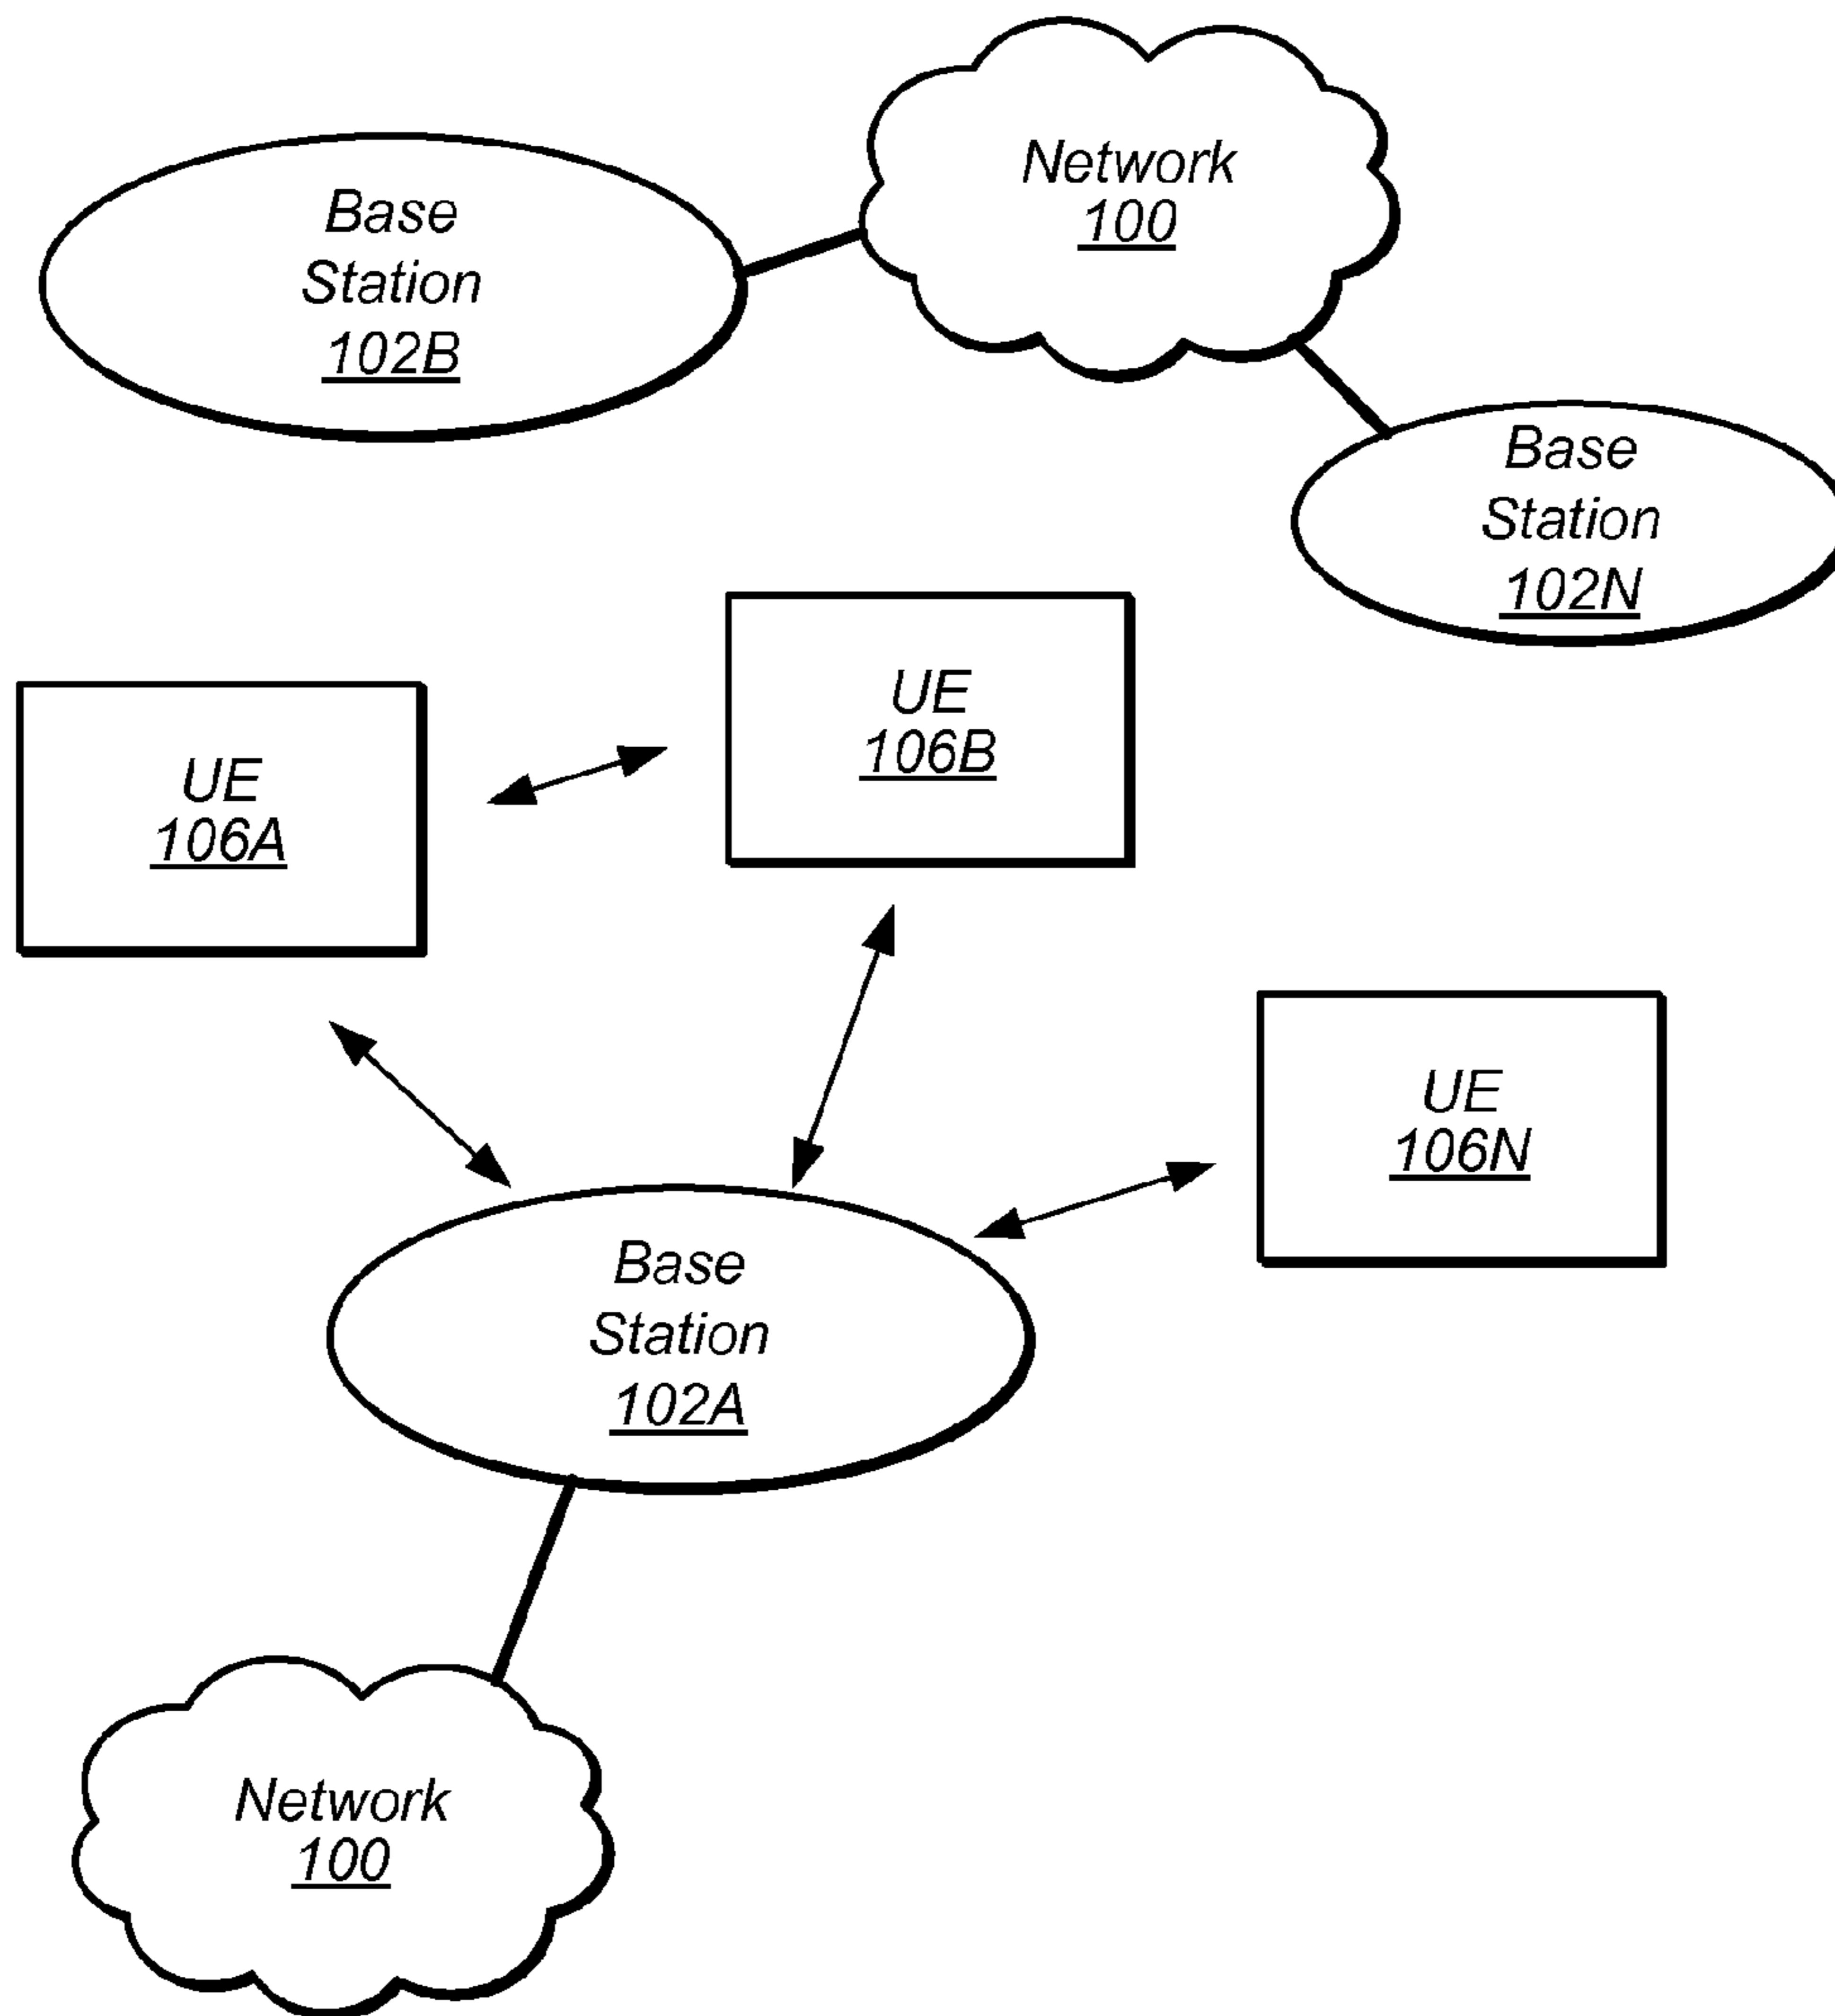 Network
100
Base
Station
102B
Base
Station
102N
UE
106B
UE
106A
UE
106N
Base
Station
102A
Network
100